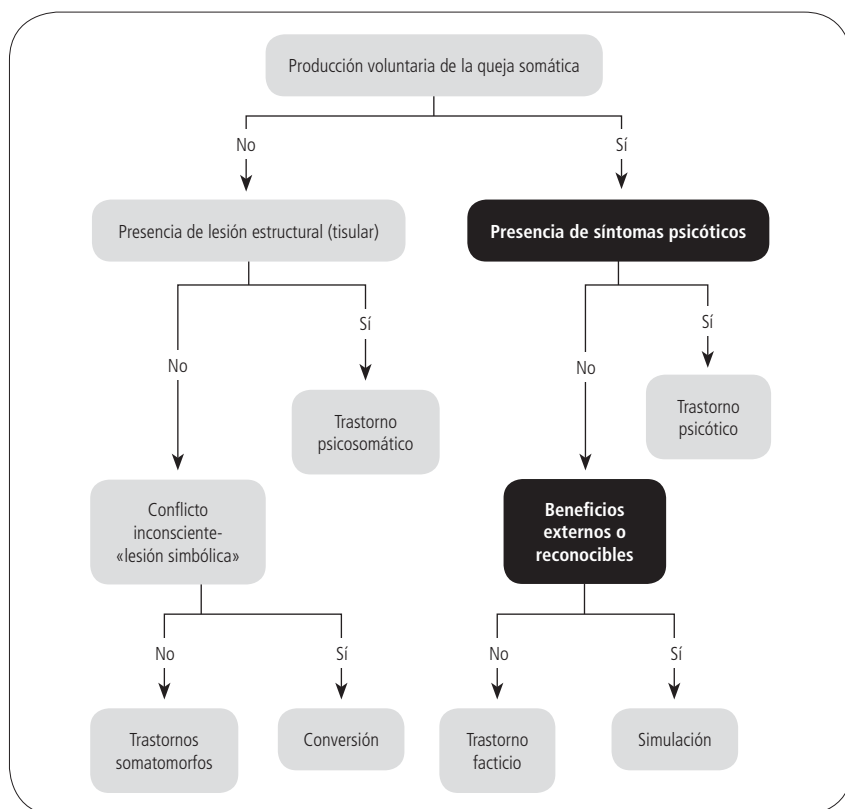 Producción voluntaria de la queja somática
No
Sí
Presencia de lesión estructural (tisular)
Presencia de síntomas psicóticos
No
Sí
No
Sí
Trastorno
psicosomático
Trastorno
psicótico
Conflicto
inconsciente-
«lesión simbólica»
Beneficios
externos o
reconocibles
No
Sí
No
Sí
Trastornos
somatomorfos
Conversión
Trastorno
facticio
Simulación